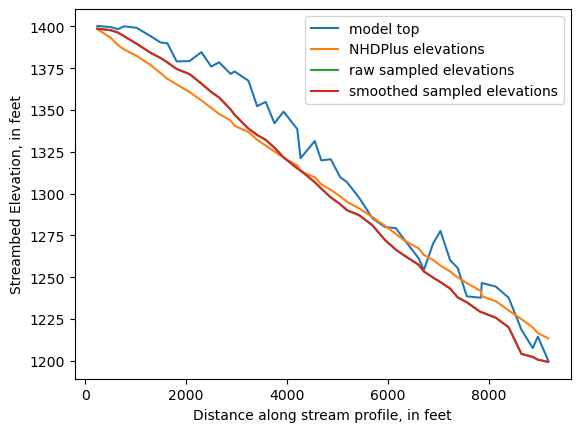 model top
NHDPlus elevations
raw sampled elevations
smoothed sampled elevations
Streambed Elevation, in feet
1400
1375
1350
1325
1300
1275
1250
1225
1200
0 2000 4000 6000 8000
Distance along stream profile, in feet